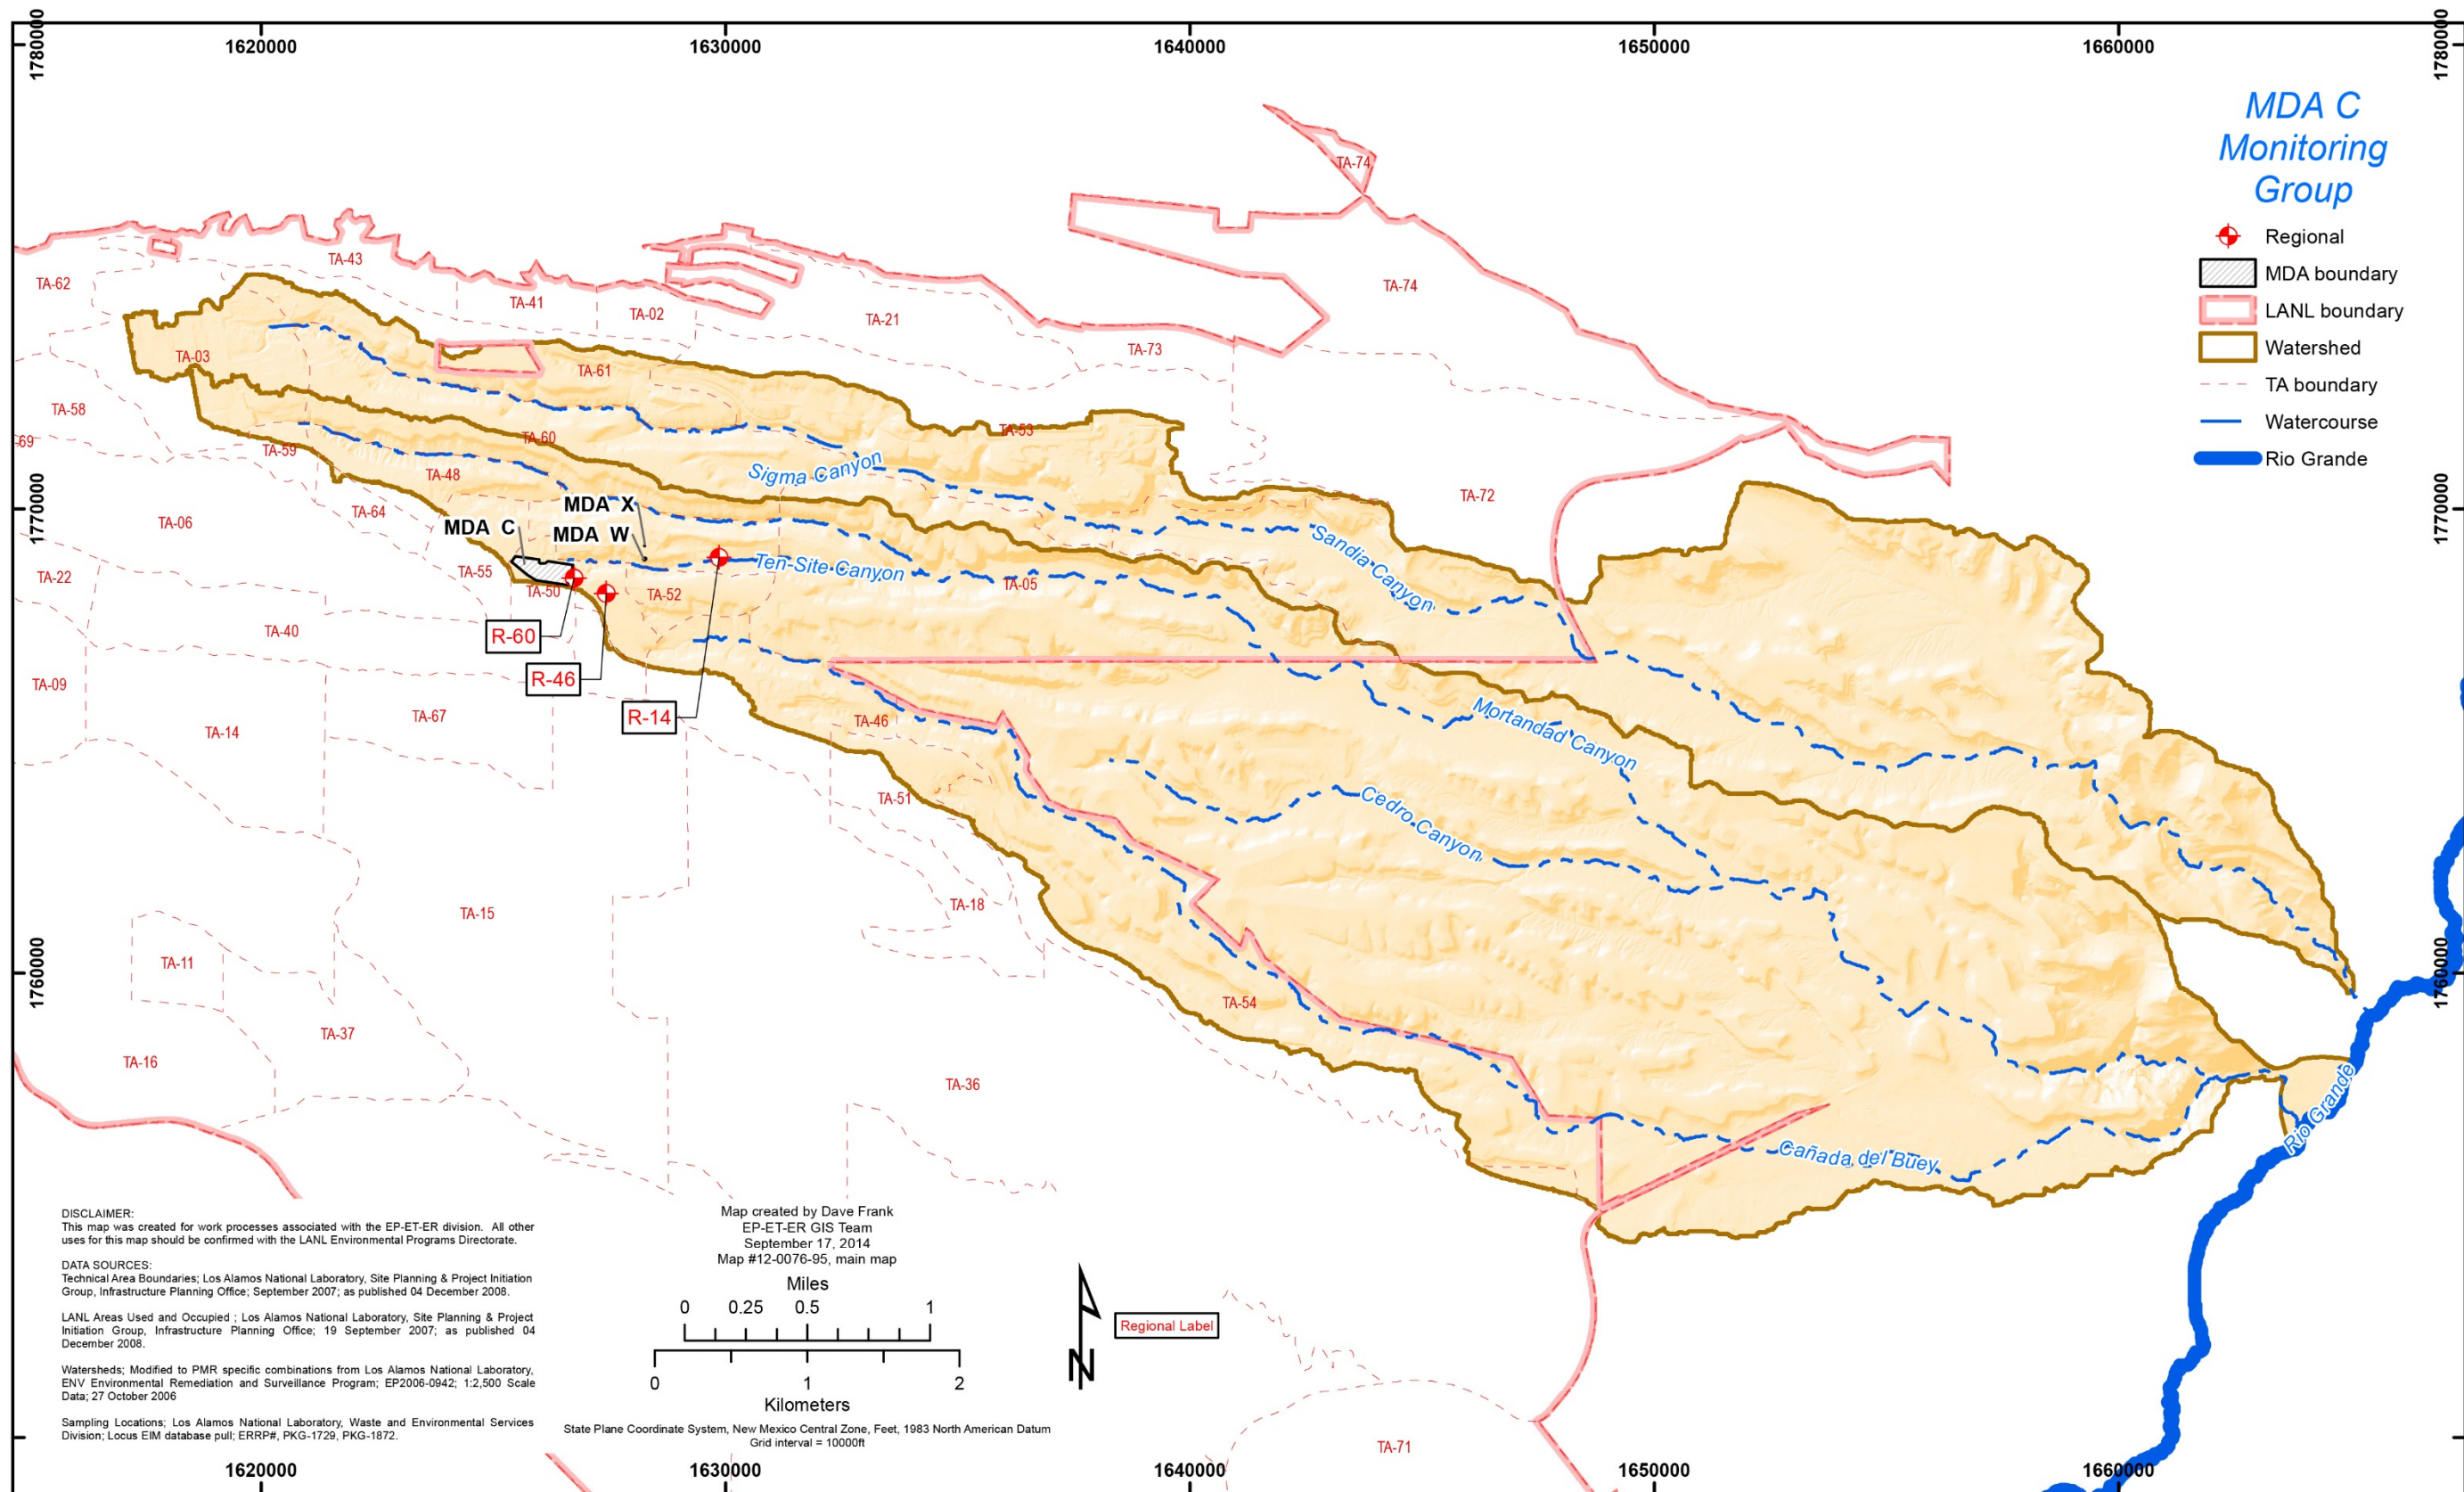 1620000
1630000
1640000
1650000
1660000
1780000
1780000
MDA C
Monitoring
Group
Regional
MDA boundary
LANL boundary
Watershed
TA boundary
Watercourse
Rio Grande
TA-74
TA-43
TA-62
TA-74
TA-41
TA-02
TA-21
TA-73
TA-03
TA-61
TA-58
TA-53
69
TA-59
TA-60
TA-48
Sigma Canyon
TA-72
1770000
1770000
TA-06
TA-64
MDA X
MDA C
MDA W
Sandia Canyon
TA-22
TA-55
TA-50
TA-52
Ten-Site Canyon
TA-05
TA-40
R-60
R-46
R-14
TA-09
TA-14
TA-67
TA-46
Mortandad Canyon
TA-51
Cedro Canyon
TA-15
TA-18
TA-11
1760000
1760000
TA-54
TA-37
TA-16
TA-36
Rio Grande
Cañada del Buey
DISCLAIMER:
This map was created for work processes associated with the EP-ET-ER division. All other
uses for this map should be confirmed with the LANL Environmental Programs Directorate.
DATA SOURCES:
Technical Area Boundaries; Los Alamos National Laboratory, Site Planning & Project Initiation
Group, Infrastructure Planning Office; September 2007; as published 04 December 2008.
LANL Areas Used and Occupied ; Los Alamos National Laboratory, Site Planning & Project
Initiation Group, Infrastructure Planning Office; 19 September 2007; as published 04
December 2008.
Watersheds; Modified to PMR specific combinations from Los Alamos National Laboratory,
ENV Environmental Remediation and Surveillance Program; EP2006-0942; 1:2,500 Scale
Data; 27 October 2006
Sampling Locations; Los Alamos National Laboratory, Waste and Environmental Services
Division; Locus EIM database pull; ERRP#, PKG-1729, PKG-1872.
Map created by Dave Frank
EP-ET-ER GIS Team
September 17, 2014
Map #12-0076-95, main map
Miles
0 0.25 0.5 1
0 1 2
Kilometers
State Plane Coordinate System, New Mexico Central Zone, Feet, 1983 North American Datum
Grid interval = 10000ft
N
Regional Label
TA-71
1620000
1630000
1640000
1650000
1660000